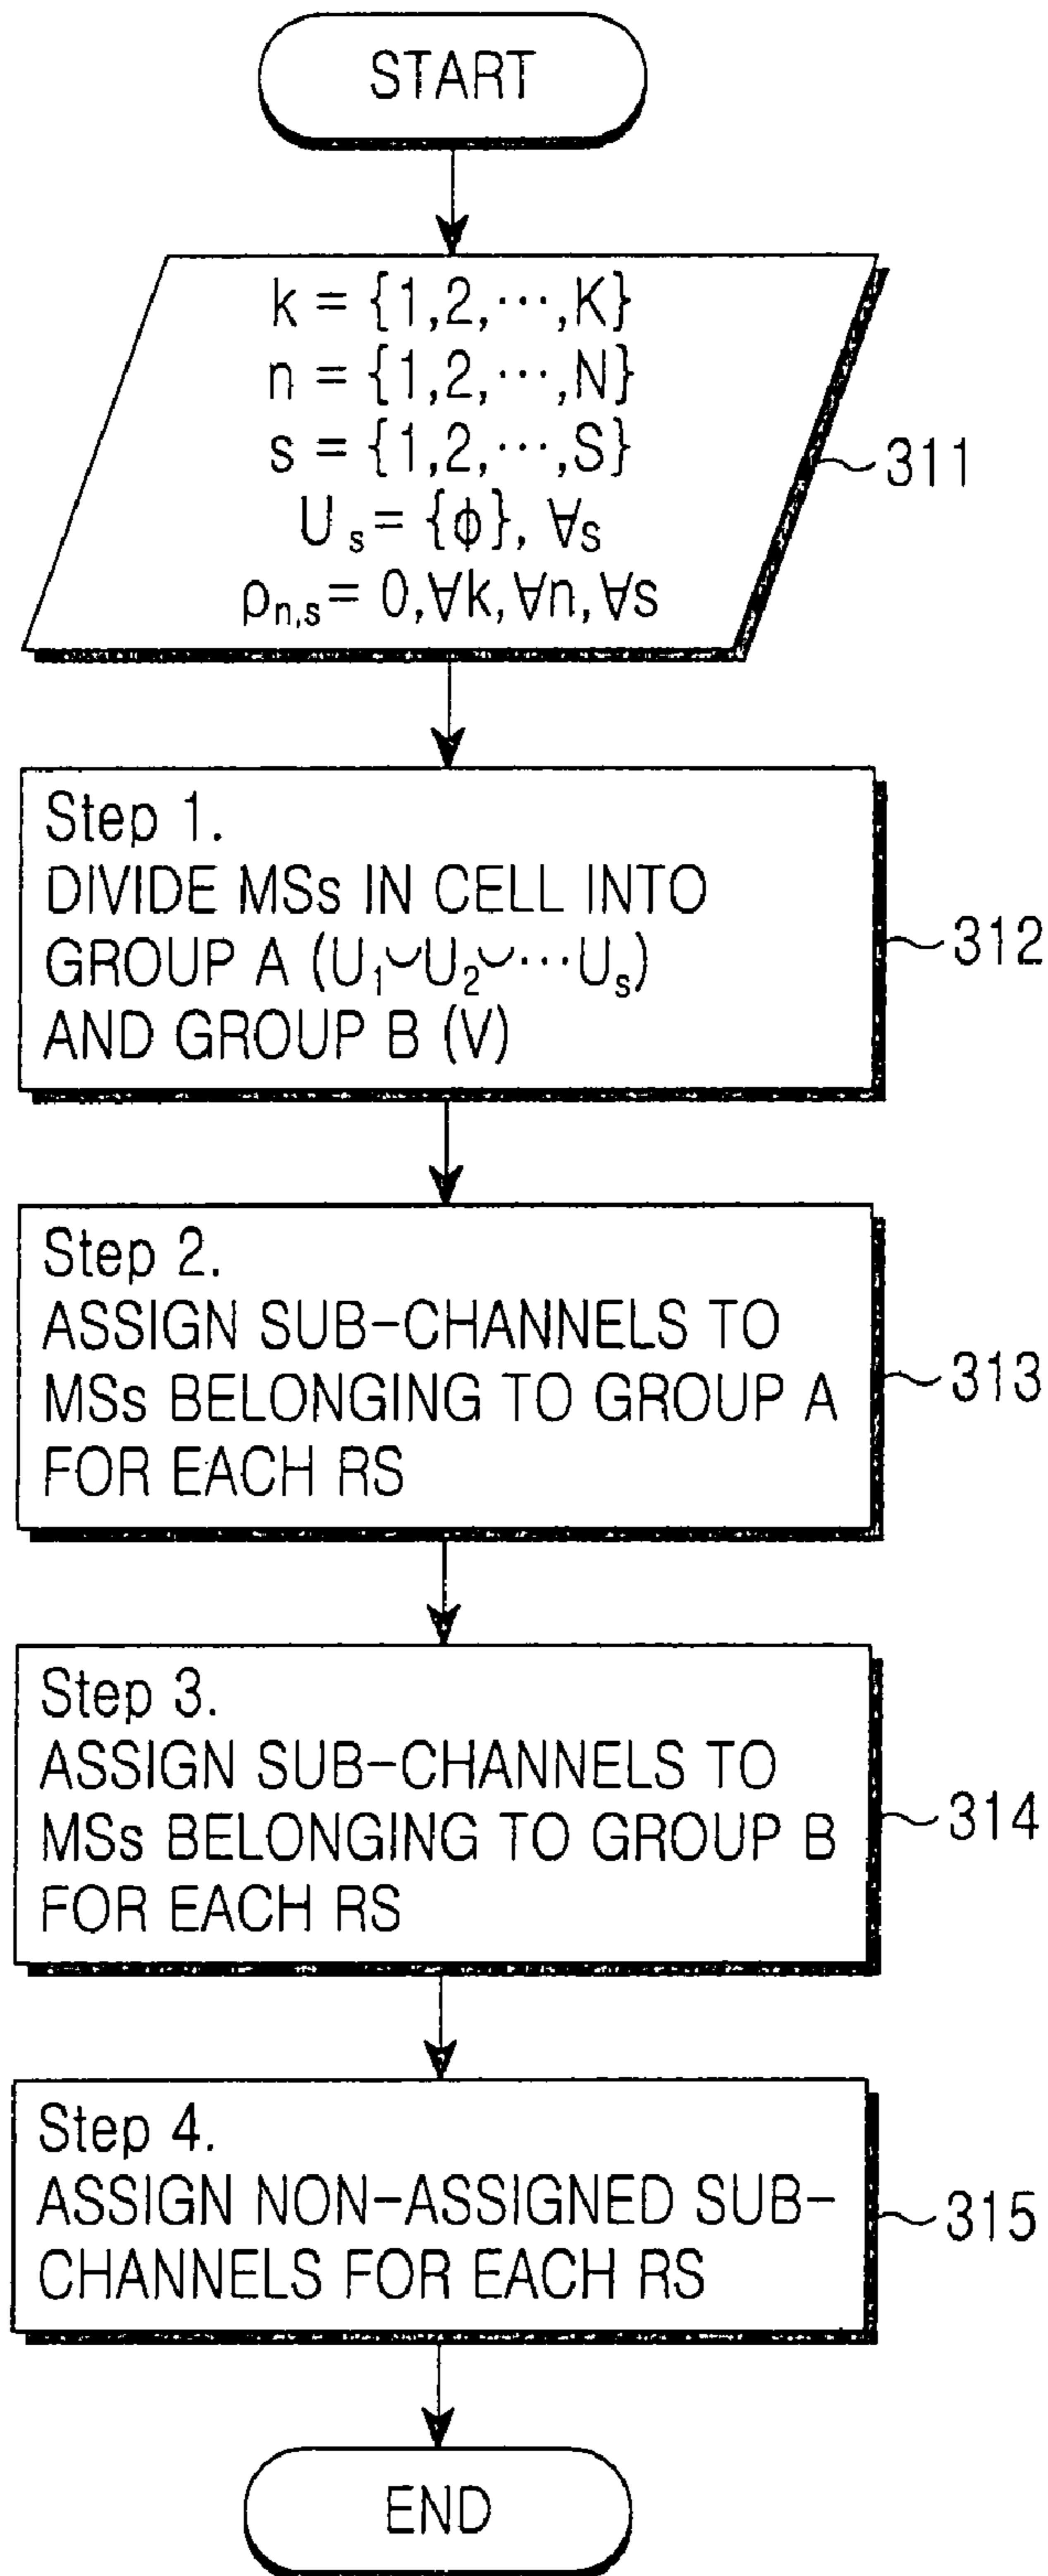 START
k = {1,2,⋯,K}
n = {1,2,⋯,N}
s = {1,2,⋯,S}
U_s = {ϕ}, ∀s
ρ_n,s = 0,∀k,∀n,∀s
311
Step 1.
DIVIDE MSs IN CELL INTO
GROUP A (U_1⌣U_2⌣⋯U_s)
AND GROUP B (V)
312
Step 2.
ASSIGN SUB-CHANNELS TO
MSs BELONGING TO GROUP A
FOR EACH RS
313
Step 3.
ASSIGN SUB-CHANNELS TO
MSs BELONGING TO GROUP B
FOR EACH RS
314
Step 4.
ASSIGN NON-ASSIGNED SUB-
CHANNELS FOR EACH RS
315
END